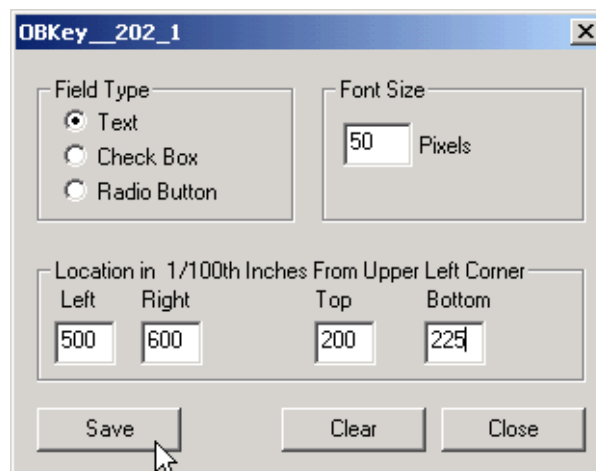 OBKey__202_1
Field Type
Text
Check Box
Radio Button
Font Size
50 Pixels
Location in 1/100th Inches From Upper Left Corner
Left Right Top Bottom
500 600 200 225
Save Clear Close